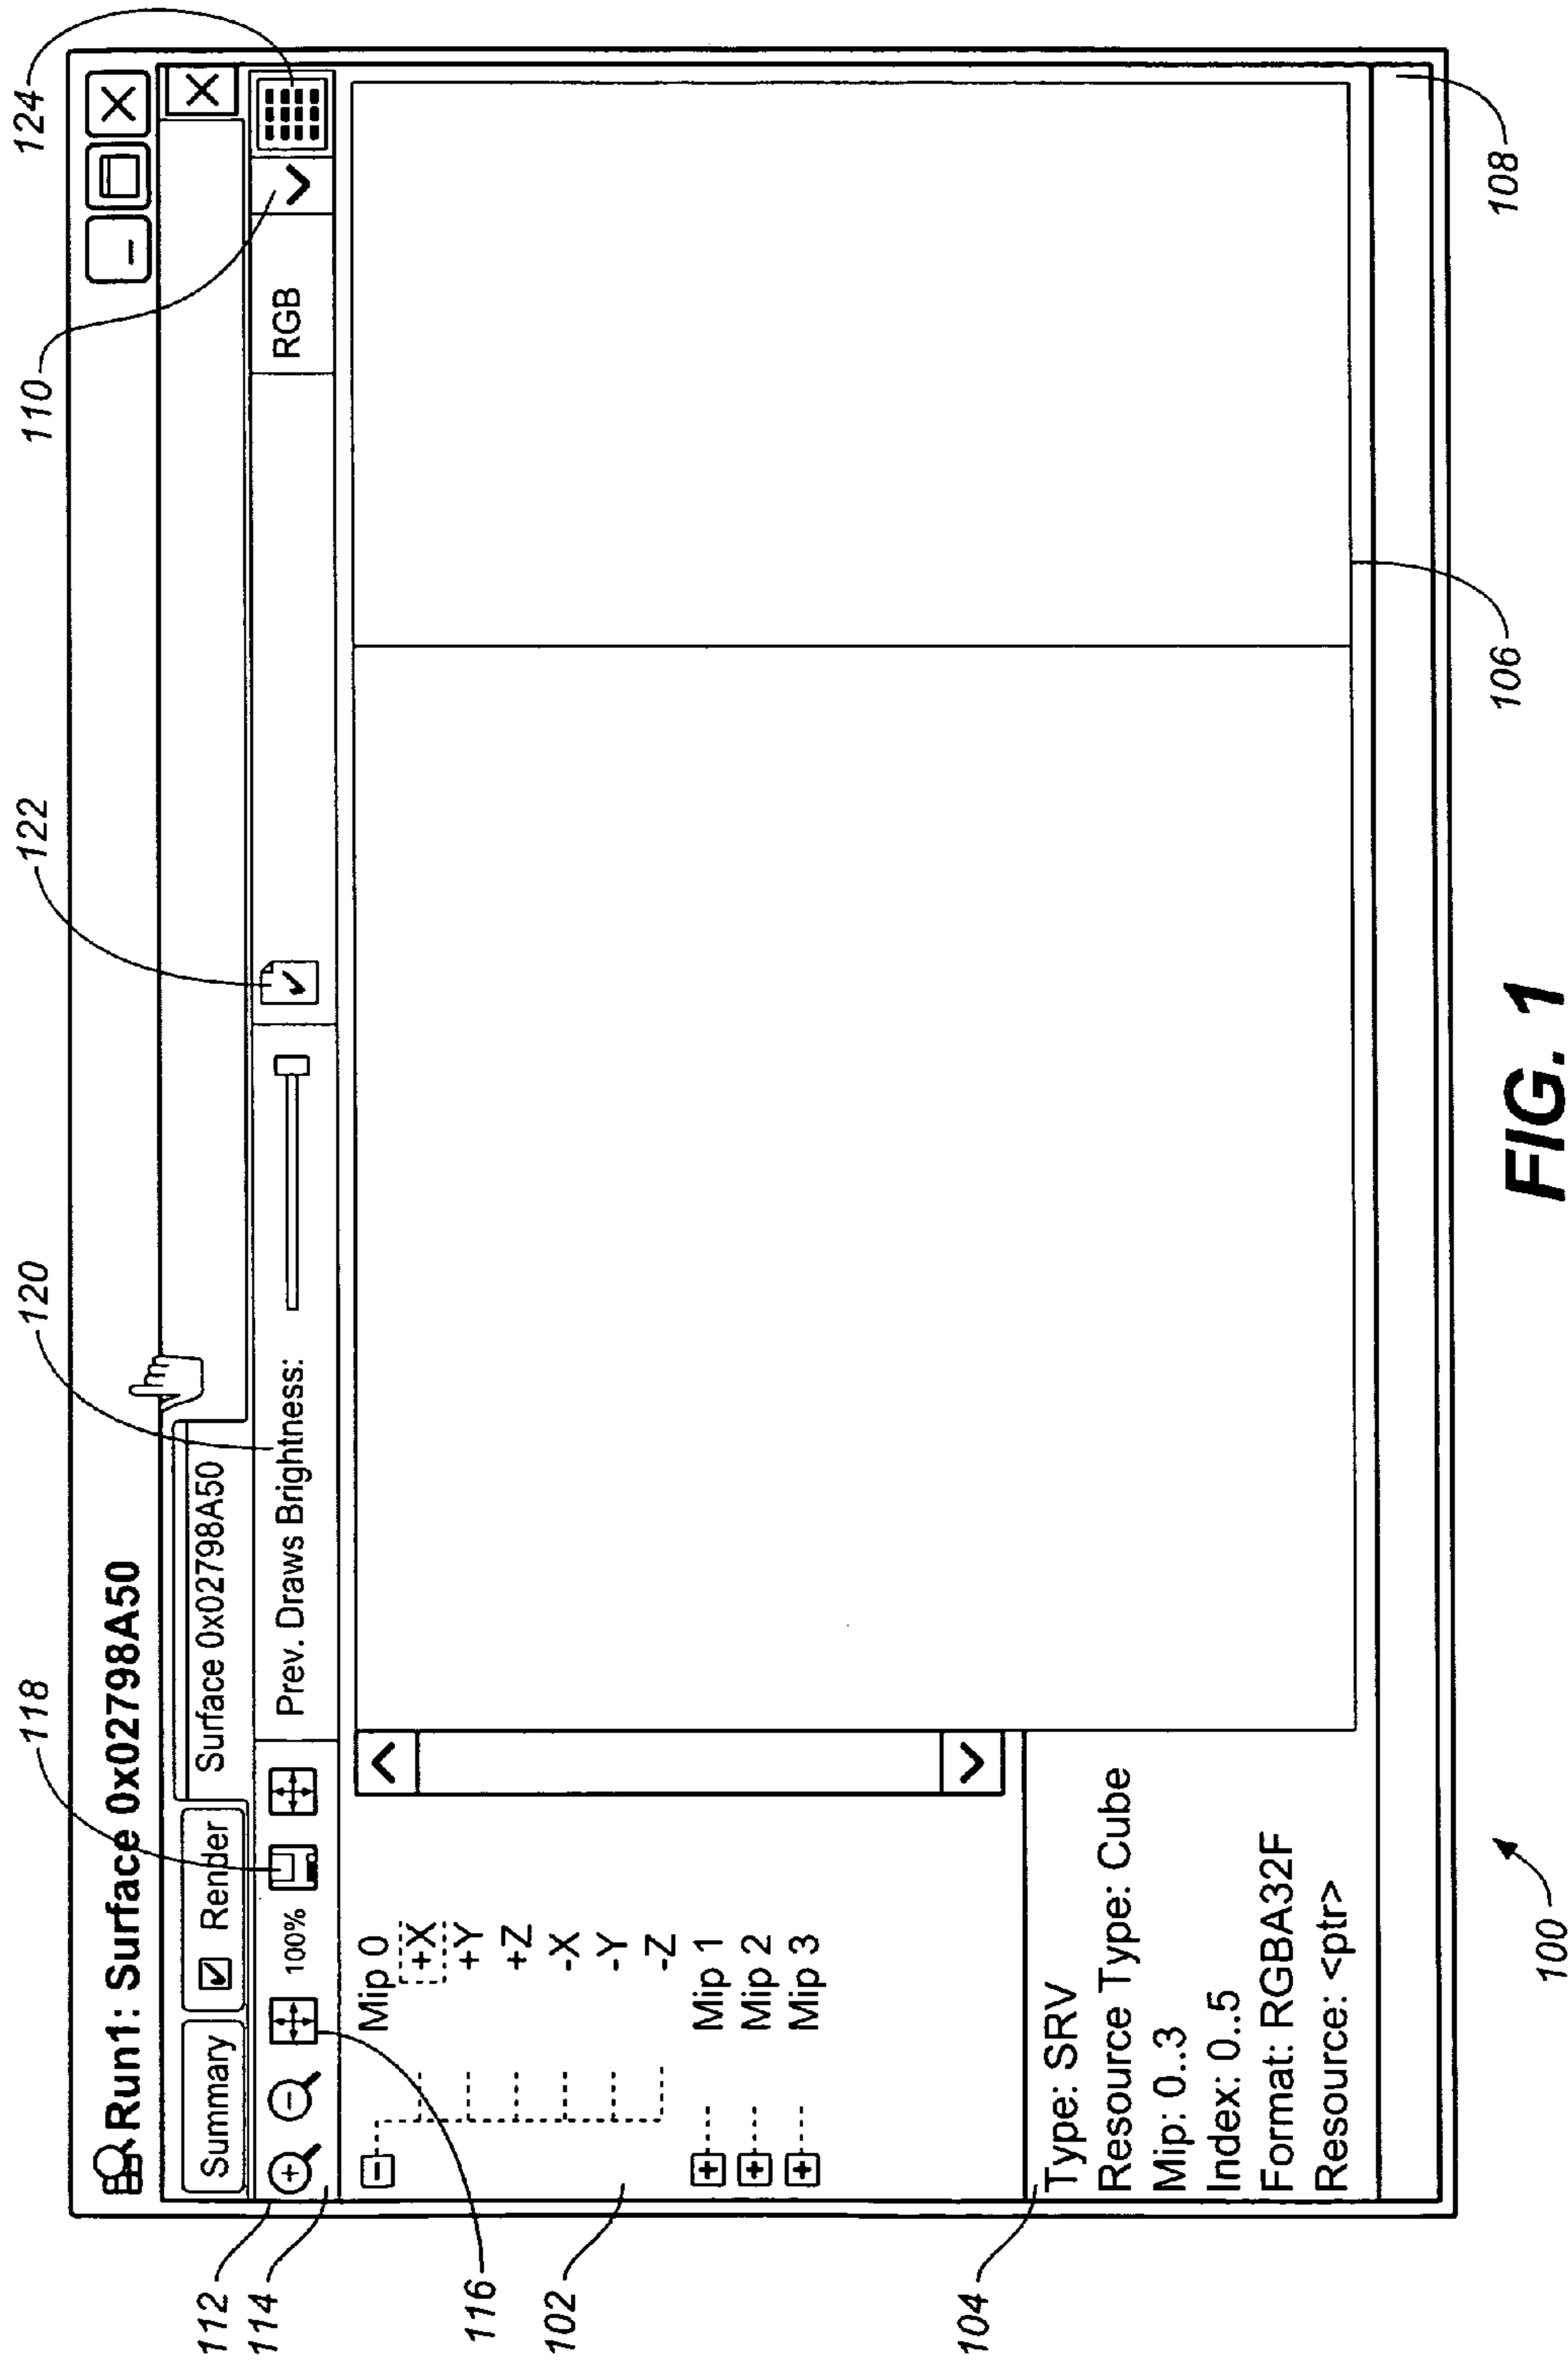 118
120
122
110
124
Run1: Surface 0x02798A50
Summary
Render
Surface 0x02798A50
112
114
100%
Prev. Draws Brightness:
RGB
116
Mip 0
+X
+Y
+Z
-X
-Y
-Z
102
Mip 1
Mip 2
Mip 3
104
Type: SRV
Resource Type: Cube
Mip: 0..3
Index: 0..5
Format: RGBA32F
Resource: <ptr>
106
108
100
FIG. 1